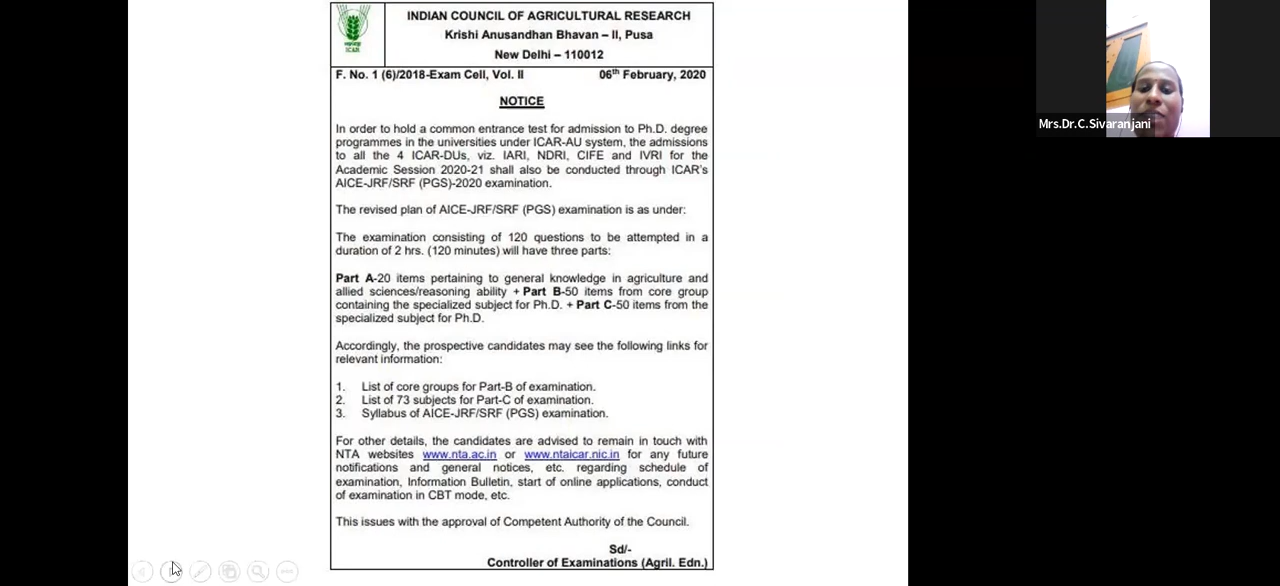 INDIAN COUNCIL OF AGRICULTURAL RESEARCH
Krishi Anusandhan Bhavan – II, Pusa
New Delhi – 110012
ICAR
F. No. 1 (6)/2018-Exam Cell, Vol. II 06th February, 2020
NOTICE
In order to hold a common entrance test for admission to Ph.D. degree
programmes in the universities under ICAR-AU system, the admissions
to all the 4 ICAR-DUs, viz. IARI, NDRI, CIFE and IVRI for the
Academic Session 2020-21 shall also be conducted through ICAR's
AICE-JRF/SRF (PGS)-2020 examination.
The revised plan of AICE-JRF/SRF (PGS) examination is as under:
The examination consisting of 120 questions to be attempted in a
duration of 2 hrs. (120 minutes) will have three parts:
Part A-20 items pertaining to general knowledge in agriculture and
allied sciences/reasoning ability + Part B-50 items from core group
containing the specialized subject for Ph.D. + Part C-50 items from the
specialized subject for Ph.D.
Accordingly, the prospective candidates may see the following links for
relevant information:
1. List of core groups for Part-B of examination.
2. List of 73 subjects for Part-C of examination.
3. Syllabus of AICE-JRF/SRF (PGS) examination.
For other details, the candidates are advised to remain in touch with
NTA websites www.nta.ac.in or www.ntaicar.nic.in for any future
notifications and general notices, etc. regarding schedule of
examination, Information Bulletin, start of online applications, conduct
of examination in CBT mode, etc.
This issues with the approval of Competent Authority of the Council.
Sd/-
Controller of Examinations (Agril. Edn.)
Mrs.Dr.C.Sivaranjani